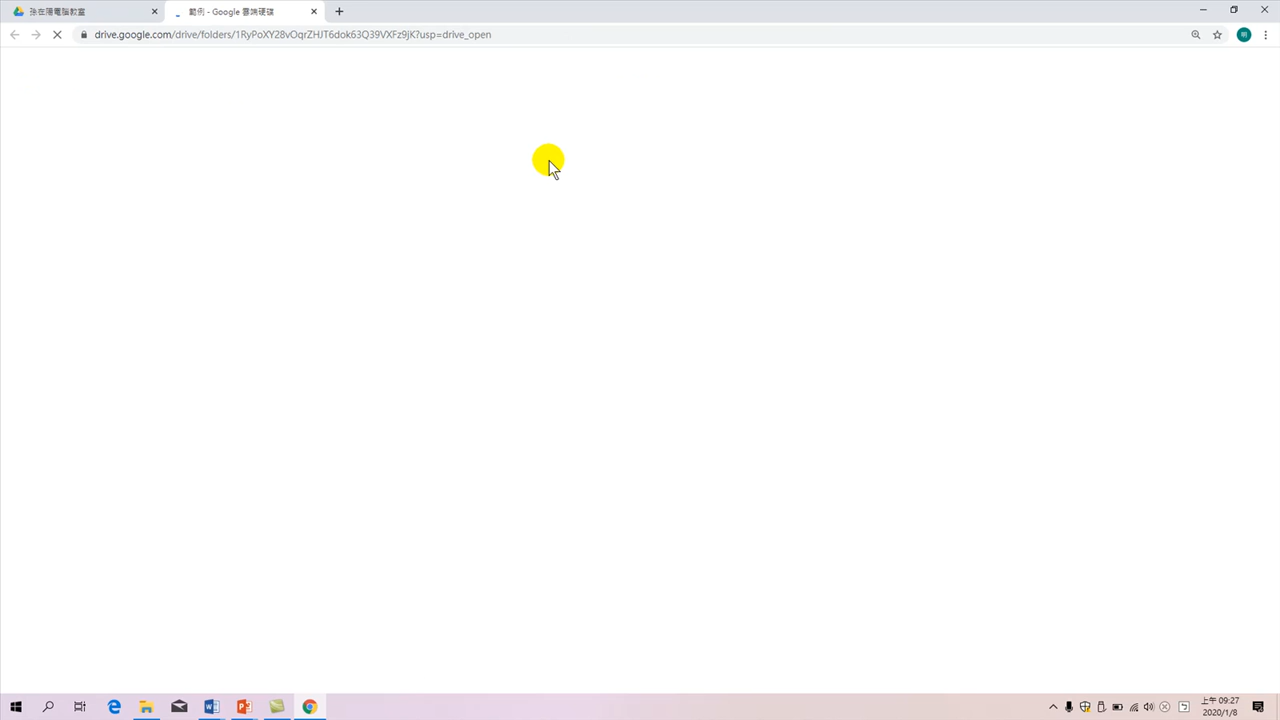 孫在陽電腦教室
範例 - Google 雲端硬碟
drive.google.com/drive/folders/1RyPoXY28vOqrZHJT6dok63Q39VXFz9jK?usp=drive_open
明
上午 09:27
2020/1/8